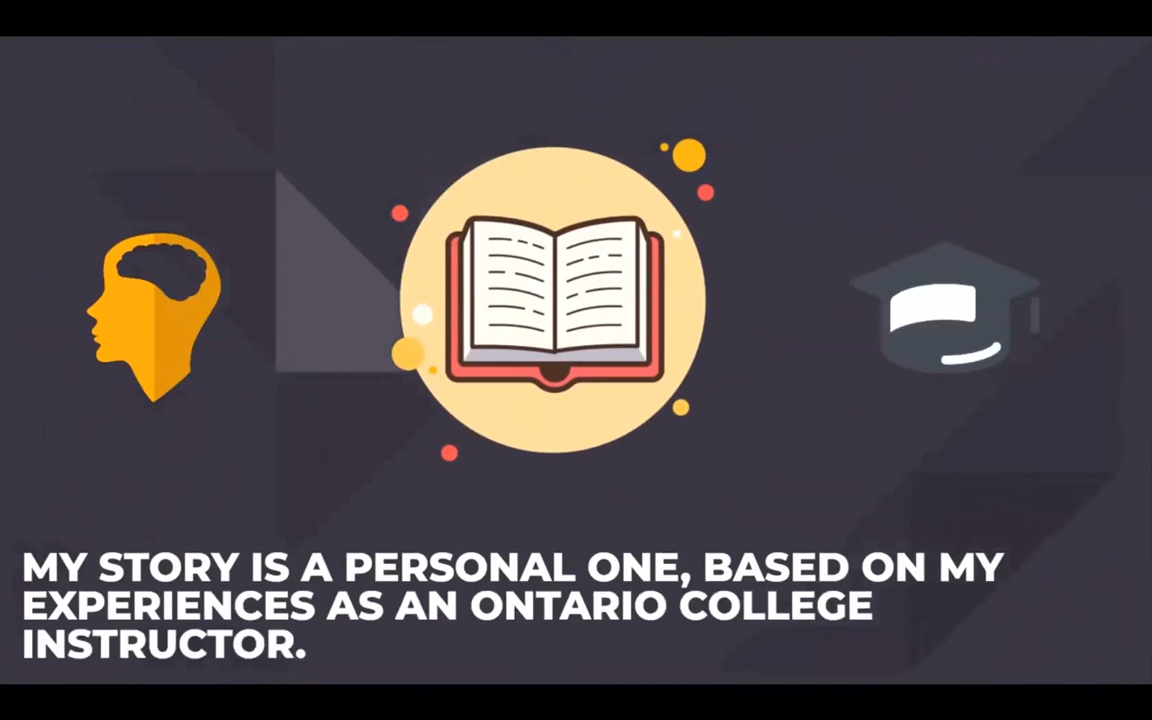 MY STORY IS A PERSONAL ONE, BASED ON MY
EXPERIENCES AS AN ONTARIO COLLEGE
INSTRUCTOR.